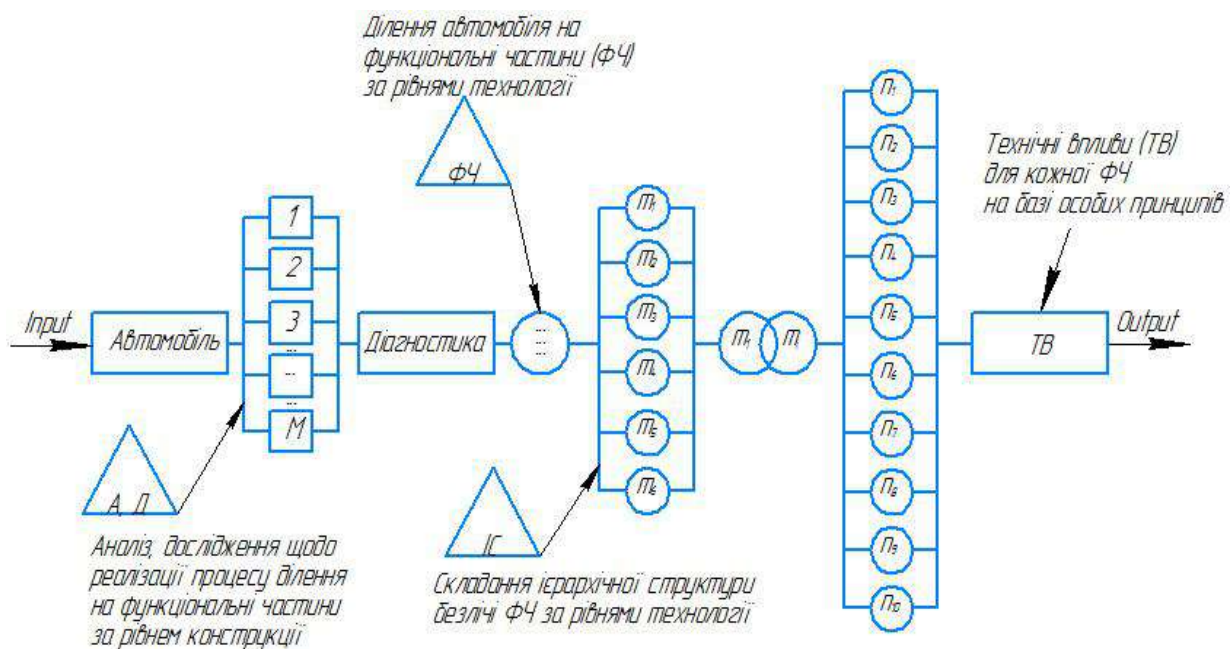 Ділення автомобіля на
функціональні частини (ФЧ)
за рівнями технології
ФЧ
Технічні впливи (ТВ)
для кожної ФЧ
на базі особих принципів
Input
Автомобіль
1
2
3
...
...
...
М
Діагностика
m₁
m₂
m₃
m₄
m₅
m₆
m₁
m
П₁
П₂
П₃
П₄
П₅
П₆
П₇
П₈
П₉
П₁₀
ТВ
Output
А, Д
Аналіз, дослідження щодо
реалізації процесу ділення
на функціональні частини
за рівнем конструкції
ІС
Складання ієрархічної структури
безлічі ФЧ за рівнями технології